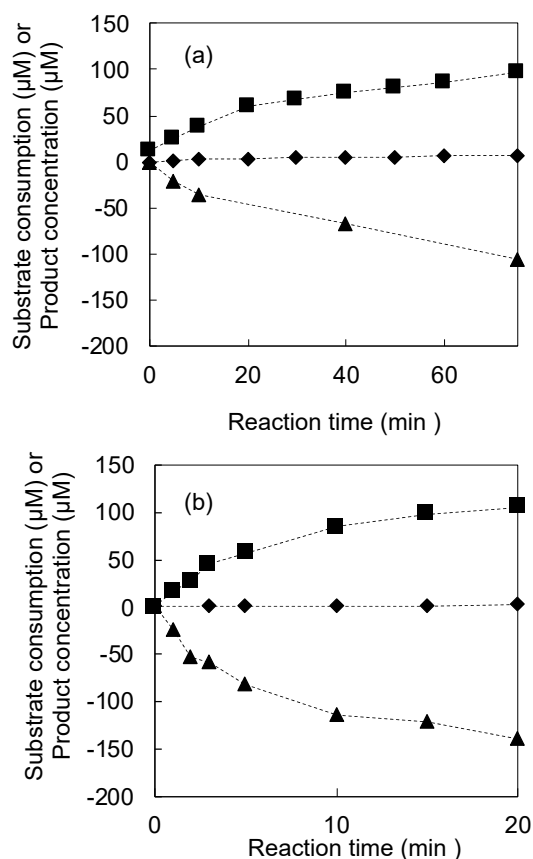 Substrate consumption (µM) or
Product concentration (µM)
150
100
50
0
-50
-100
-150
-200
(a)
0
20
40
60
Reaction time (min )
Substrate consumption (µM) or
Product concentration (µM)
150
100
50
0
-50
-100
-150
-200
(b)
0
10
20
Reaction time (min )